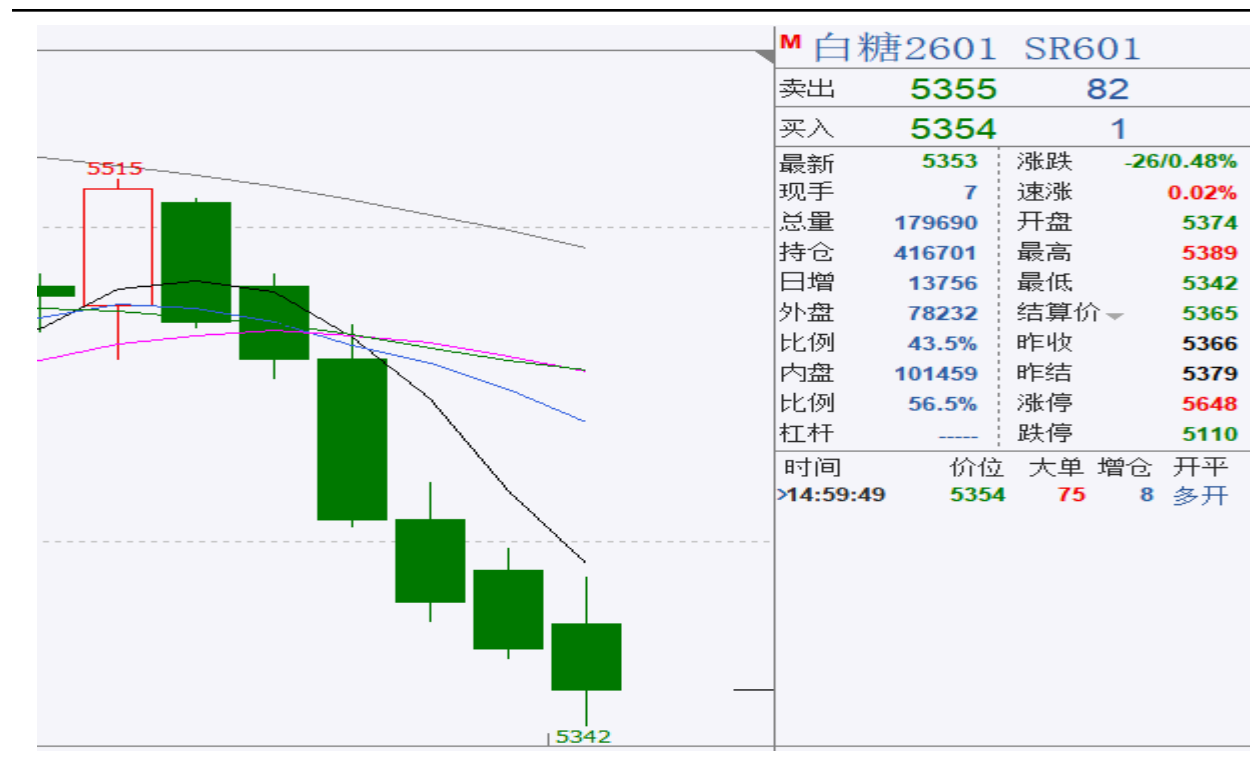 5515
5342
M 白糖2601 SR601
卖出 5355 82
买入 5354 1
最新 5353 涨跌 -26/0.48%
现手 7 速涨 0.02%
总量 179690 开盘 5374
持仓 416701 最高 5389
日增 13756 最低 5342
外盘 78232 结算价 5365
比例 43.5% 昨收 5366
内盘 101459 昨结 5379
比例 56.5% 涨停 5648
杠杆 ----- 跌停 5110
时间 价位 大单 增仓 开平
>14:59:49 5354 75 8 多开